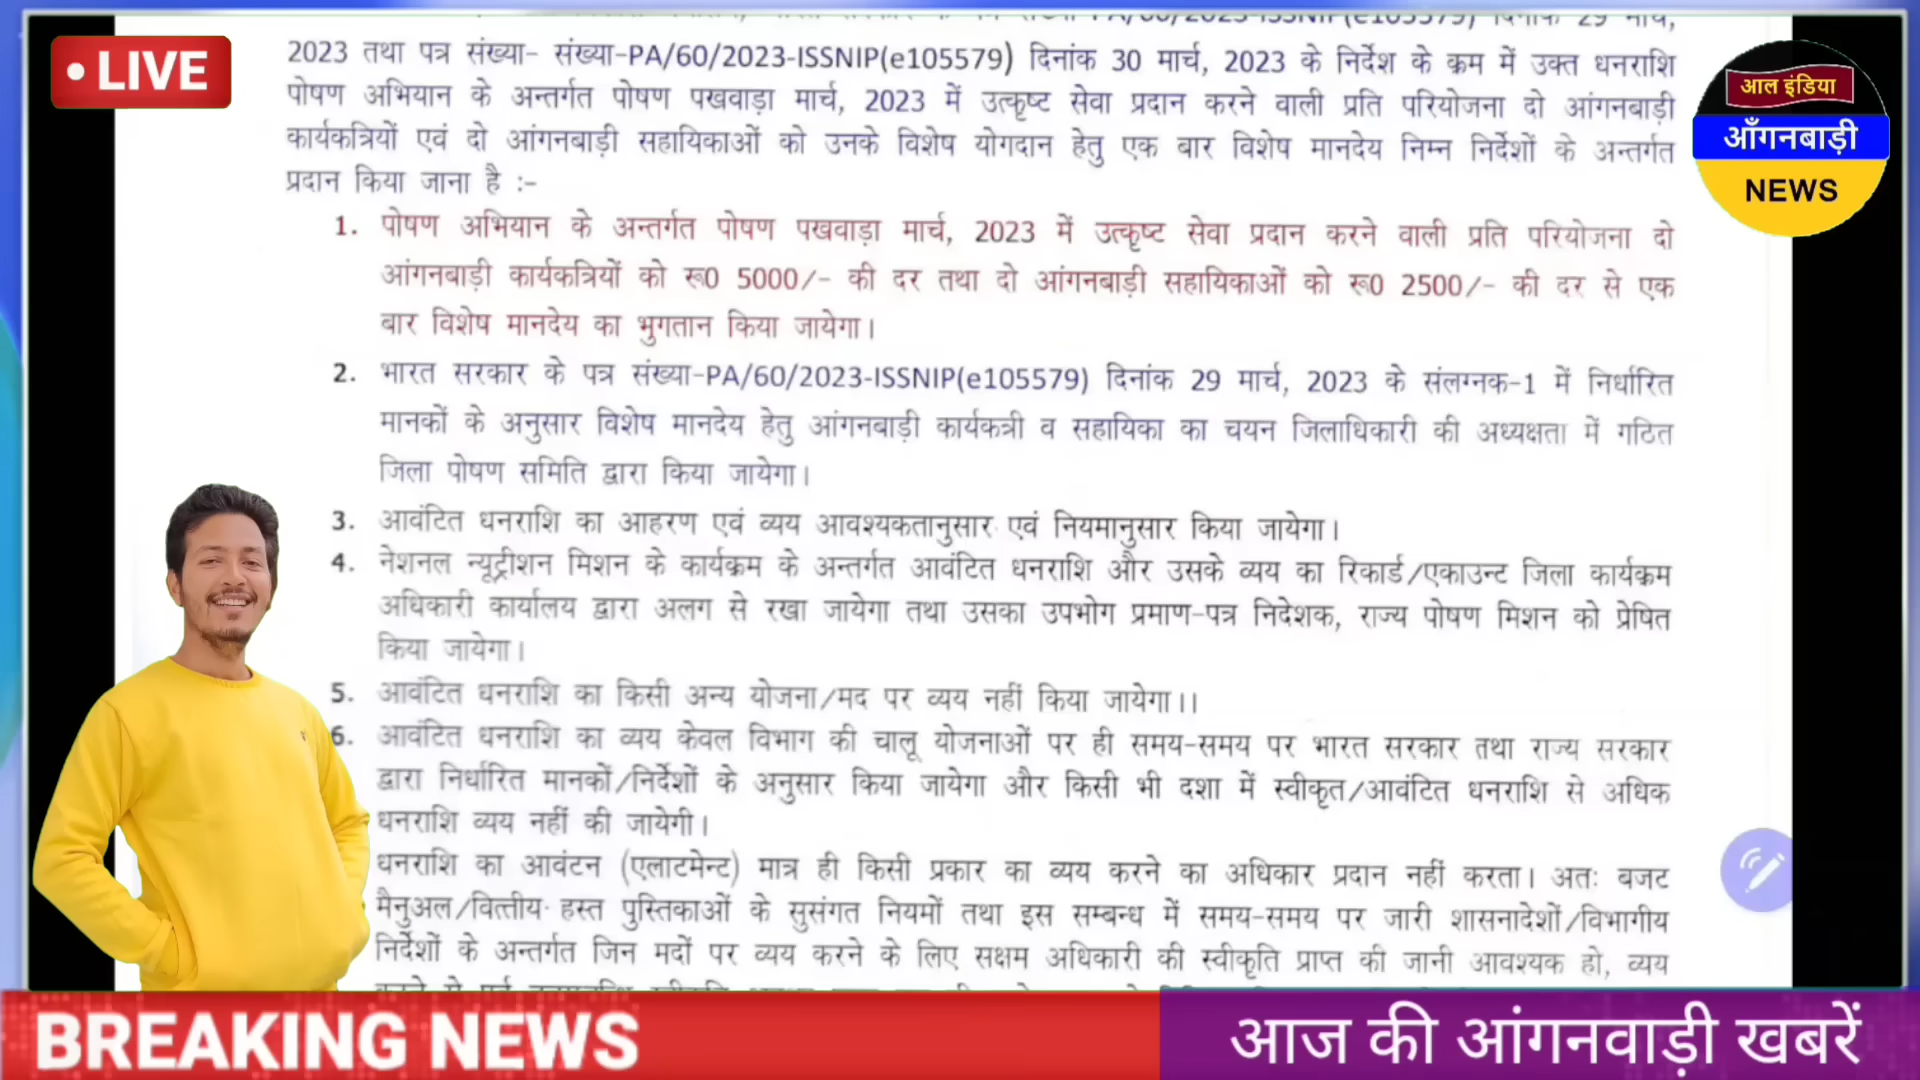 LIVE
2023 तथा पत्र संख्या- संख्या-PA/60/2023-ISSNIP(e105579) दिनांक 30 मार्च, 2023 के निर्देश के क्रम में उक्त धनराशि
पोषण अभियान के अन्तर्गत पोषण पखवाड़ा मार्च, 2023 में उत्कृष्ट सेवा प्रदान करने वाली प्रति परियोजना दो आंगनबाड़ी
कार्यकत्रियों एवं दो आंगनबाड़ी सहायिकाओं को उनके विशेष योगदान हेतु एक बार विशेष मानदेय निम्न निर्देशों के अन्तर्गत
प्रदान किया जाना है :-
1. पोषण अभियान के अन्तर्गत पोषण पखवाड़ा मार्च, 2023 में उत्कृष्ट सेवा प्रदान करने वाली प्रति परियोजना दो
आंगनबाड़ी कार्यकत्रियों को रू0 5000/- की दर तथा दो आंगनबाड़ी सहायिकाओं को रू0 2500/- की दर से एक
बार विशेष मानदेय का भुगतान किया जायेगा।
2. भारत सरकार के पत्र संख्या-PA/60/2023-ISSNIP(e105579) दिनांक 29 मार्च, 2023 के संलग्नक-1 में निर्धारित
मानकों के अनुसार विशेष मानदेय हेतु आंगनबाड़ी कार्यकत्री व सहायिका का चयन जिलाधिकारी की अध्यक्षता में गठित
जिला पोषण समिति द्वारा किया जायेगा।
3. आवंटित धनराशि का आहरण एवं व्यय आवश्यकतानुसार एवं नियमानुसार किया जायेगा।
4. नेशनल न्यूट्रीशन मिशन के कार्यक्रम के अन्तर्गत आवंटित धनराशि और उसके व्यय का रिकार्ड/एकाउन्ट जिला कार्यक्रम
अधिकारी कार्यालय द्वारा अलग से रखा जायेगा तथा उसका उपभोग प्रमाण-पत्र निदेशक, राज्य पोषण मिशन को प्रेषित
किया जायेगा।
5. आवंटित धनराशि का किसी अन्य योजना/मद पर व्यय नहीं किया जायेगा।।
6. आवंटित धनराशि का व्यय केवल विभाग की चालू योजनाओं पर ही समय-समय पर भारत सरकार तथा राज्य सरकार
द्वारा निर्धारित मानकों/निर्देशों के अनुसार किया जायेगा और किसी भी दशा में स्वीकृत/आवंटित धनराशि से अधिक
धनराशि व्यय नहीं की जायेगी।
धनराशि का आवंटन (एलाटमेन्ट) मात्र ही किसी प्रकार का व्यय करने का अधिकार प्रदान नहीं करता। अतः बजट
मैनुअल/वित्तीय हस्त पुस्तिकाओं के सुसंगत नियमों तथा इस सम्बन्ध में समय-समय पर जारी शासनादेशों/विभागीय
निर्देशों के अन्तर्गत जिन मदों पर व्यय करने के लिए सक्षम अधिकारी की स्वीकृति प्राप्त की जानी आवश्यक हो, व्यय
आल इंडिया
आँगनबाड़ी
NEWS
BREAKING NEWS
आज की आंगनवाड़ी खबरें